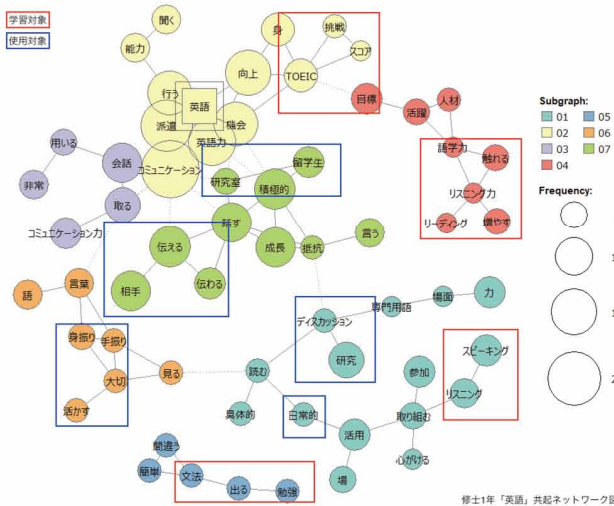 学習対象
使用対象
聞く
能力
身
挑戦
スコア
向上
TOEIC
行う
英語
派遣
機会
英語力
目標
活躍
人材
語学力
触れる
リスニング力
リーディング
増やす
用いる
会話
非常
コミュニケーション
取る
コミュニケーション力
研究室
留学生
積極的
話す
伝える
成長
抵抗
言う
相手
伝わる
語
言葉
身振り
手振り
大切
見る
活かす
ディスカッション
専門用語
場面
力
研究
読む
具体的
日常的
スピーキング
参加
リスニング
取り組む
活用
心がける
場
間違う
簡単
文法
出る
勉強
Subgraph:
01 05
02 06
03 07
04
Frequency:
修士1年「英語」共起ネットワーク図